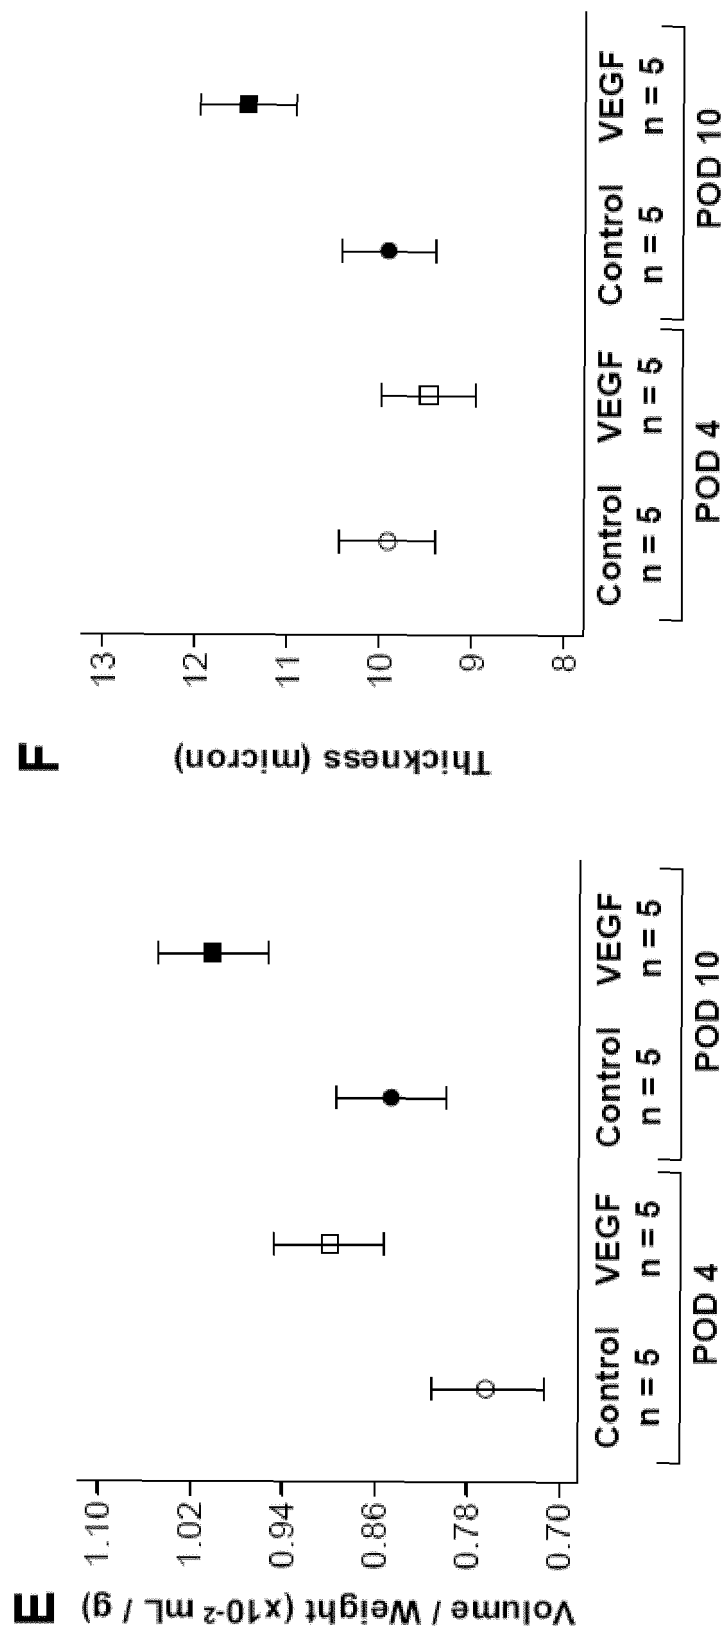 E
Volume / Weight (x10-2 mL / g)
1.10
1.02
0.94
0.86
0.78
0.70
Control VEGF Control VEGF
n = 5 n = 5 n = 5 n = 5
POD 4 POD 10
F
Thickness (micron)
13
12
11
10
9
8
Control VEGF Control VEGF
n = 5 n = 5 n = 5 n = 5
POD 4 POD 10